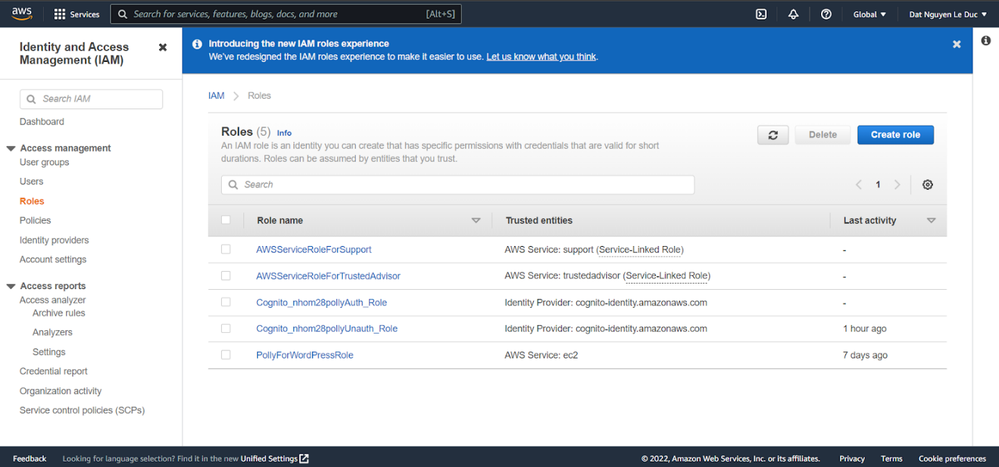 aws Services Search for services, features, blogs, docs, and more [Alt+S] Global Dat Nguyen Le Duc
Identity and Access
Management (IAM)
Search IAM
Dashboard
Access management
User groups
Users
Roles
Policies
Identity providers
Account settings
Access reports
Access analyzer
Archive rules
Analyzers
Settings
Credential report
Organization activity
Service control policies (SCPs)
Introducing the new IAM roles experience
We've redesigned the IAM roles experience to make it easier to use. Let us know what you think.
IAM Roles
Roles (5) Info
An IAM role is an identity you can create that has specific permissions with credentials that are valid for short
durations. Roles can be assumed by entities that you trust.
Delete Create role
Search
1
Role name Trusted entities Last activity
AWSServiceRoleForSupport AWS Service: support (Service-Linked Role) -
AWSServiceRoleForTrustedAdvisor AWS Service: trustedadvisor (Service-Linked Role) -
Cognito_nhom28pollyAuth_Role Identity Provider: cognito-identity.amazonaws.com -
Cognito_nhom28pollyUnauth_Role Identity Provider: cognito-identity.amazonaws.com 1 hour ago
PollyForWordPressRole AWS Service: ec2 7 days ago
Feedback Looking for language selection? Find it in the new Unified Settings © 2022, Amazon Web Services, Inc. or its affiliates. Privacy Terms Cookie preferences